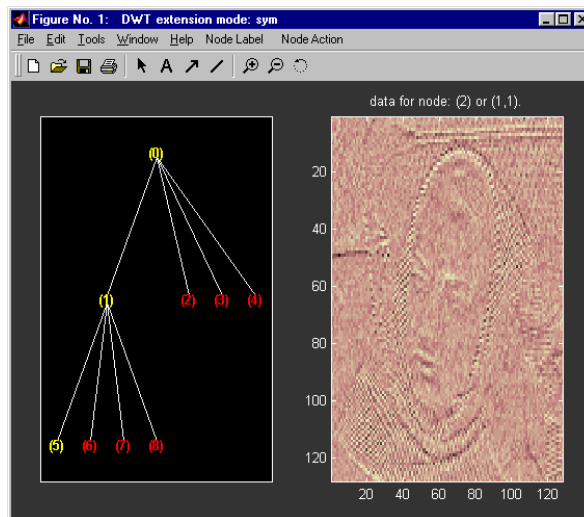 Figure No. 1: DWT extension mode: sym
File Edit Tools Window Help Node Label Node Action
A
data for node: (2) or (1,1).
(0)
(1) (2) (3) (4)
(5) (6) (7) (8)
20
40
60
80
100
120
20 40 60 80 100 120